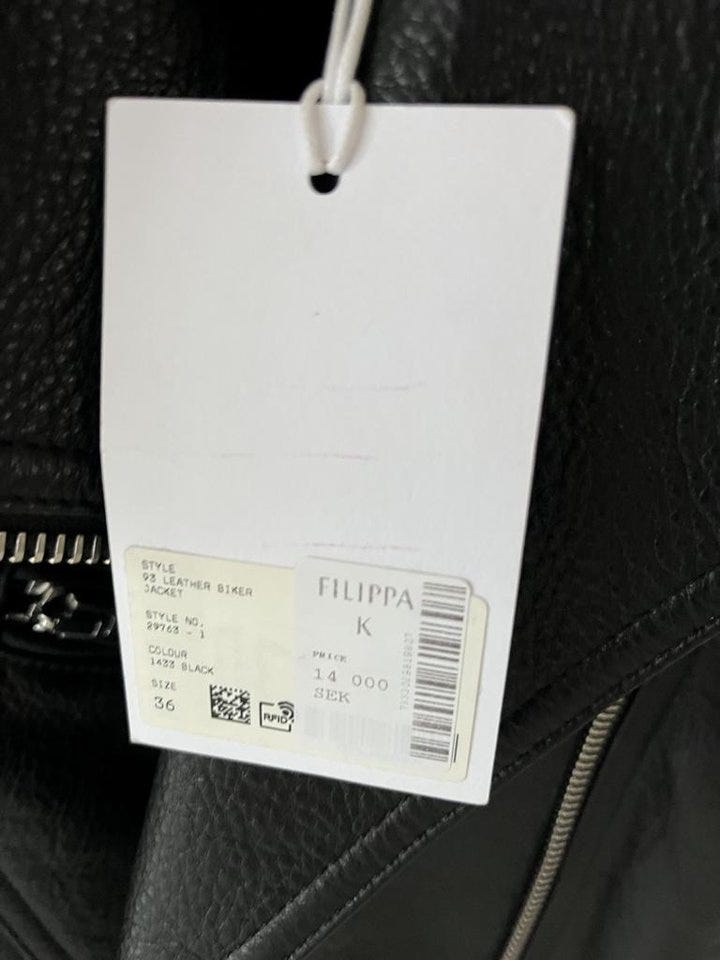 STYLE
93 LEATHER BIKER
JACKET
STYLE NO.
29763 - 1
COLOUR
1433 BLACK
SIZE
36
RFID
FILIPPA
K
PRICE
14 000
SEK